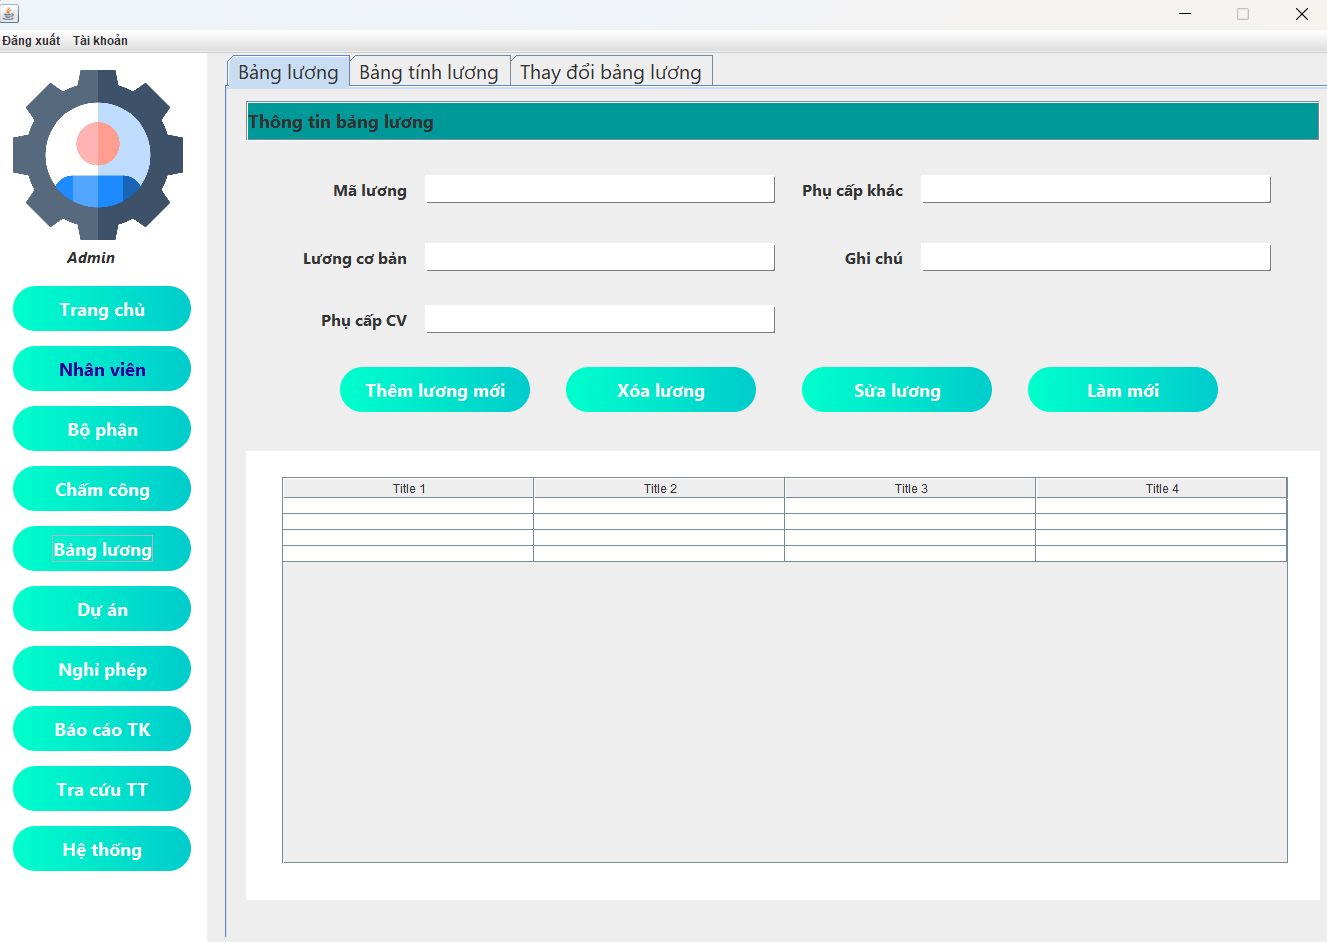 Đăng xuất Tài khoản
Bảng lương Bảng tính lương Thay đổi bảng lương
Thông tin bảng lương
Mã lương Phụ cấp khác
Lương cơ bản Ghi chú
Phụ cấp CV
Thêm lương mới Xóa lương Sửa lương Làm mới
Title 1 Title 2 Title 3 Title 4
Admin
Trang chủ
Nhân viên
Bộ phận
Chấm công
Bảng lương
Dự án
Nghỉ phép
Báo cáo TK
Tra cứu TT
Hệ thống